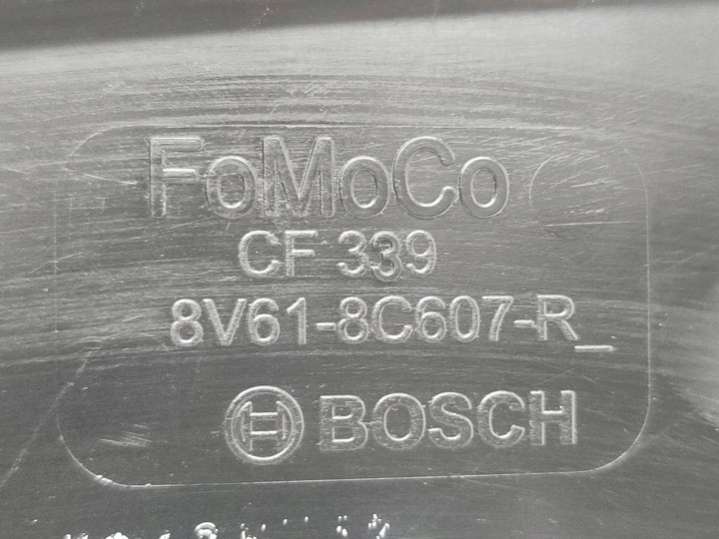 FoMoCo
CF 339
8V61-8C607-R_
BOSCH